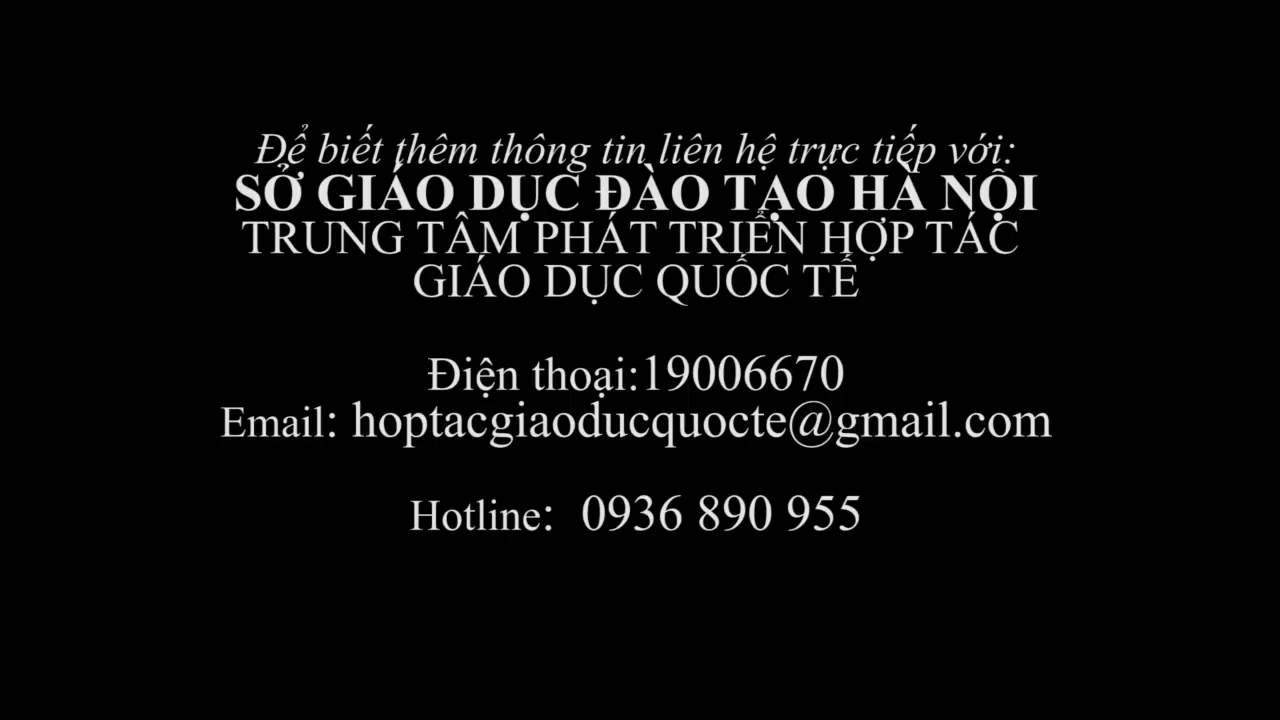 Để biết thêm thông tin liên hệ trực tiếp với:
SỞ GIÁO DỤC ĐÀO TẠO HÀ NỘI
TRUNG TÂM PHÁT TRIỂN HỢP TÁC
GIÁO DỤC QUỐC TẾ
Điện thoại:19006670
Email: hoptacgiaoducquocte@gmail.com
Hotline: 0936 890 955